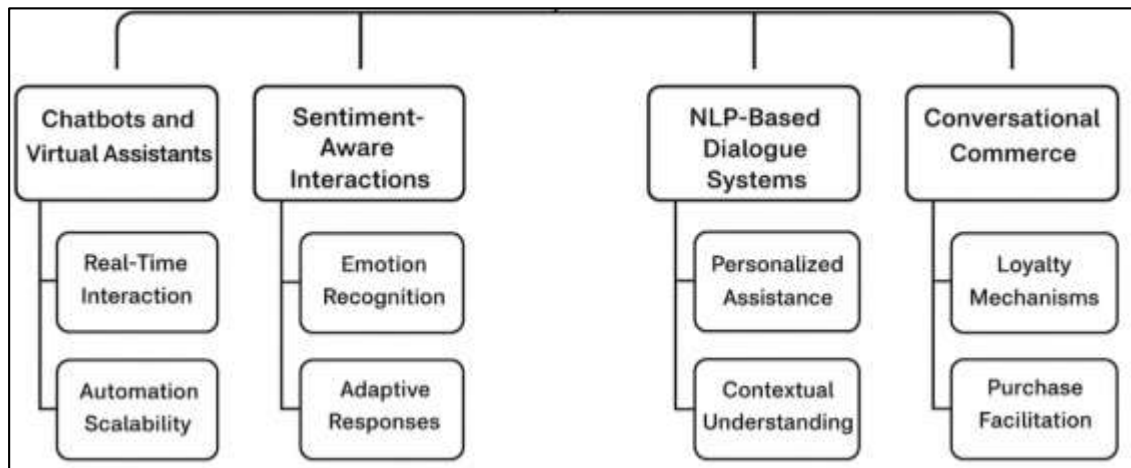 Chatbots and
Virtual Assistants
Sentiment-
Aware
Interactions
NLP-Based
Dialogue
Systems
Conversational
Commerce
Real-Time
Interaction
Emotion
Recognition
Personalized
Assistance
Loyalty
Mechanisms
Automation
Scalability
Adaptive
Responses
Contextual
Understanding
Purchase
Facilitation